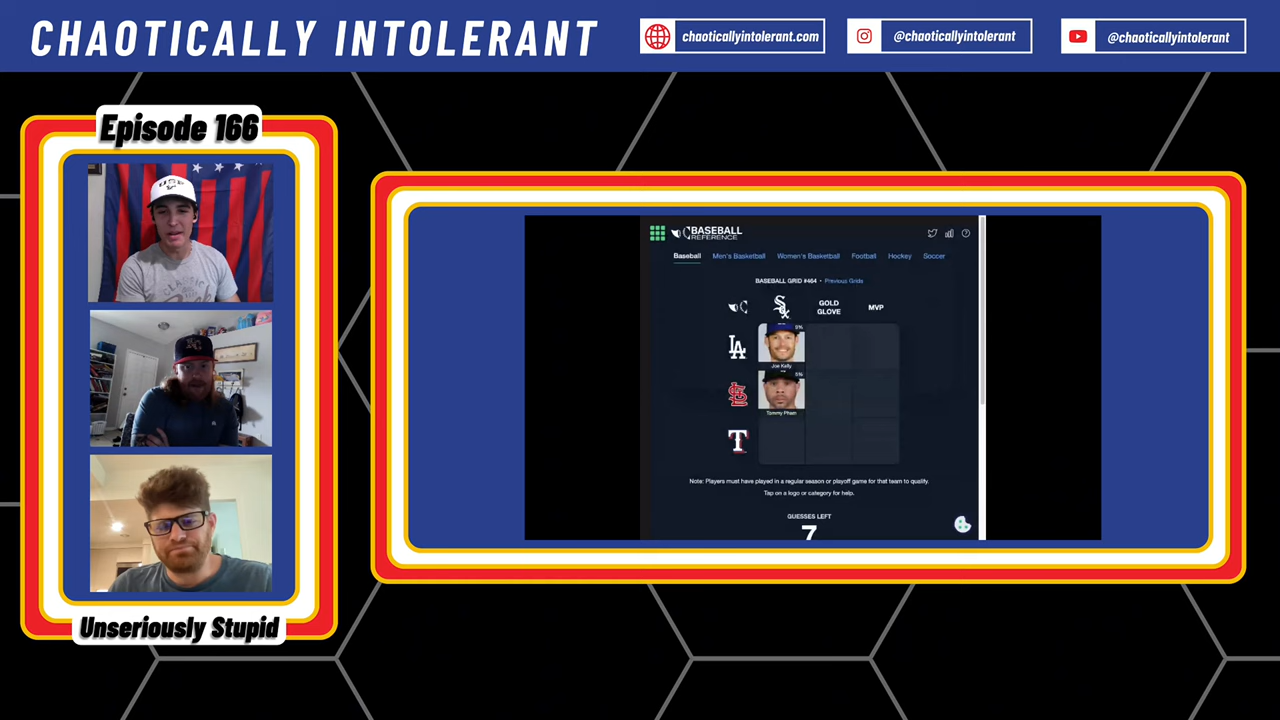 CHAOTICALLY INTOLERANT
chaoticallyintolerant.com
@chaoticallyintolerant
@chaoticallyintolerant
Episode 166
Unseriously Stupid
BASEBALL
REFERENCE
Baseball Men's Basketball Women's Basketball Football Hockey Soccer
BASEBALL GRID #464 • Previous Grids
GOLD
GLOVE
MVP
Joe Kelly
5%
Tommy Pham
Note: Players must have played in a regular season or playoff game for that team to qualify.
Tap on a logo or category for help.
GUESSES LEFT
7